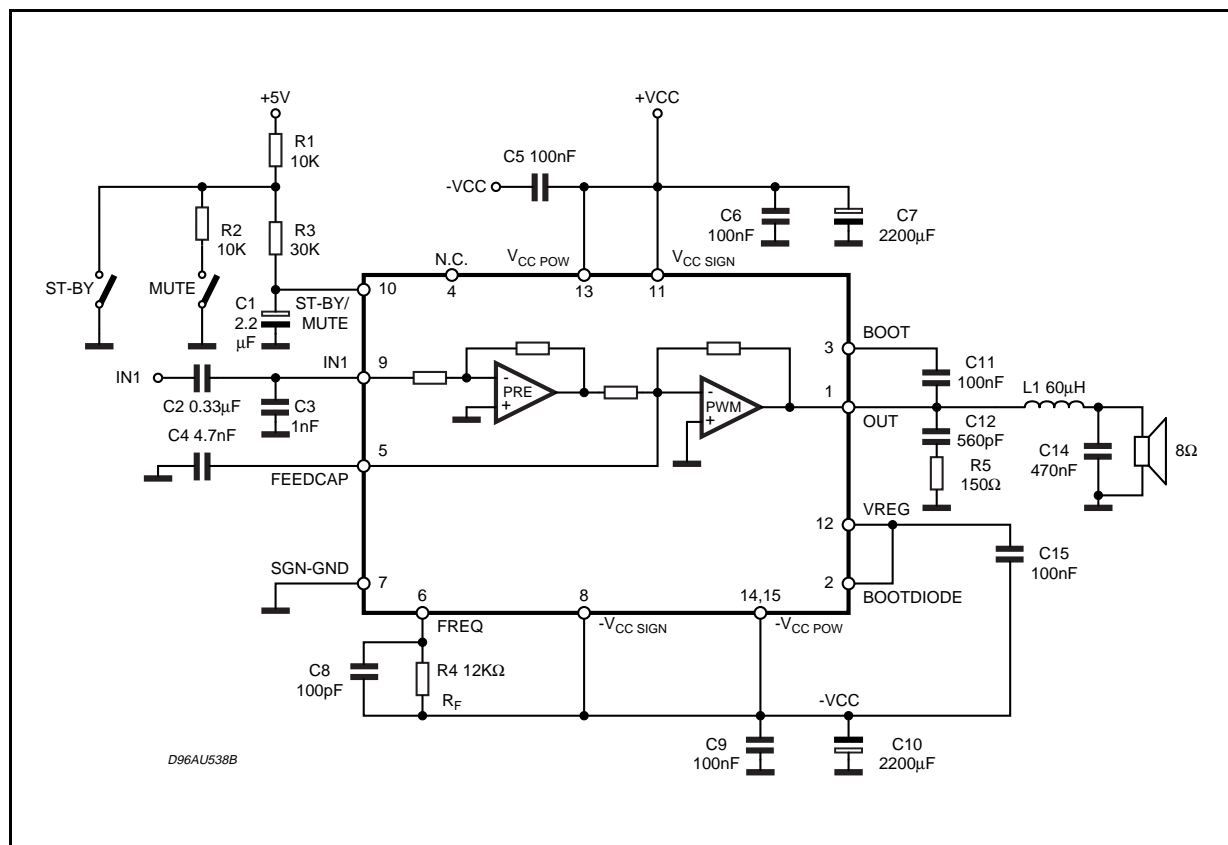 +5V
R1
10K
+VCC
C5 100nF
-VCC
R2
10K
R3
30K
C6
100nF
C7
2200µF
ST-BY
MUTE
C1
2.2
µF
N.C.
4
VCC POW
13
VCC SIGN
11
10
ST-BY/
MUTE
IN1
IN1
9
C2 0.33µF
C3
1nF
C4 4.7nF
-
PRE
+
-
PWM
+
BOOT
3
C11
100nF
1
OUT
L1 60µH
C12
560pF
R5
150Ω
C14
470nF
8Ω
5
FEEDCAP
VREG
12
C15
100nF
2
BOOTDIODE
SGN-GND
7
6
FREQ
8
-VCC SIGN
14,15
-VCC POW
C8
100pF
R4 12KΩ
RF
-VCC
C9
100nF
C10
2200µF
D96AU538B